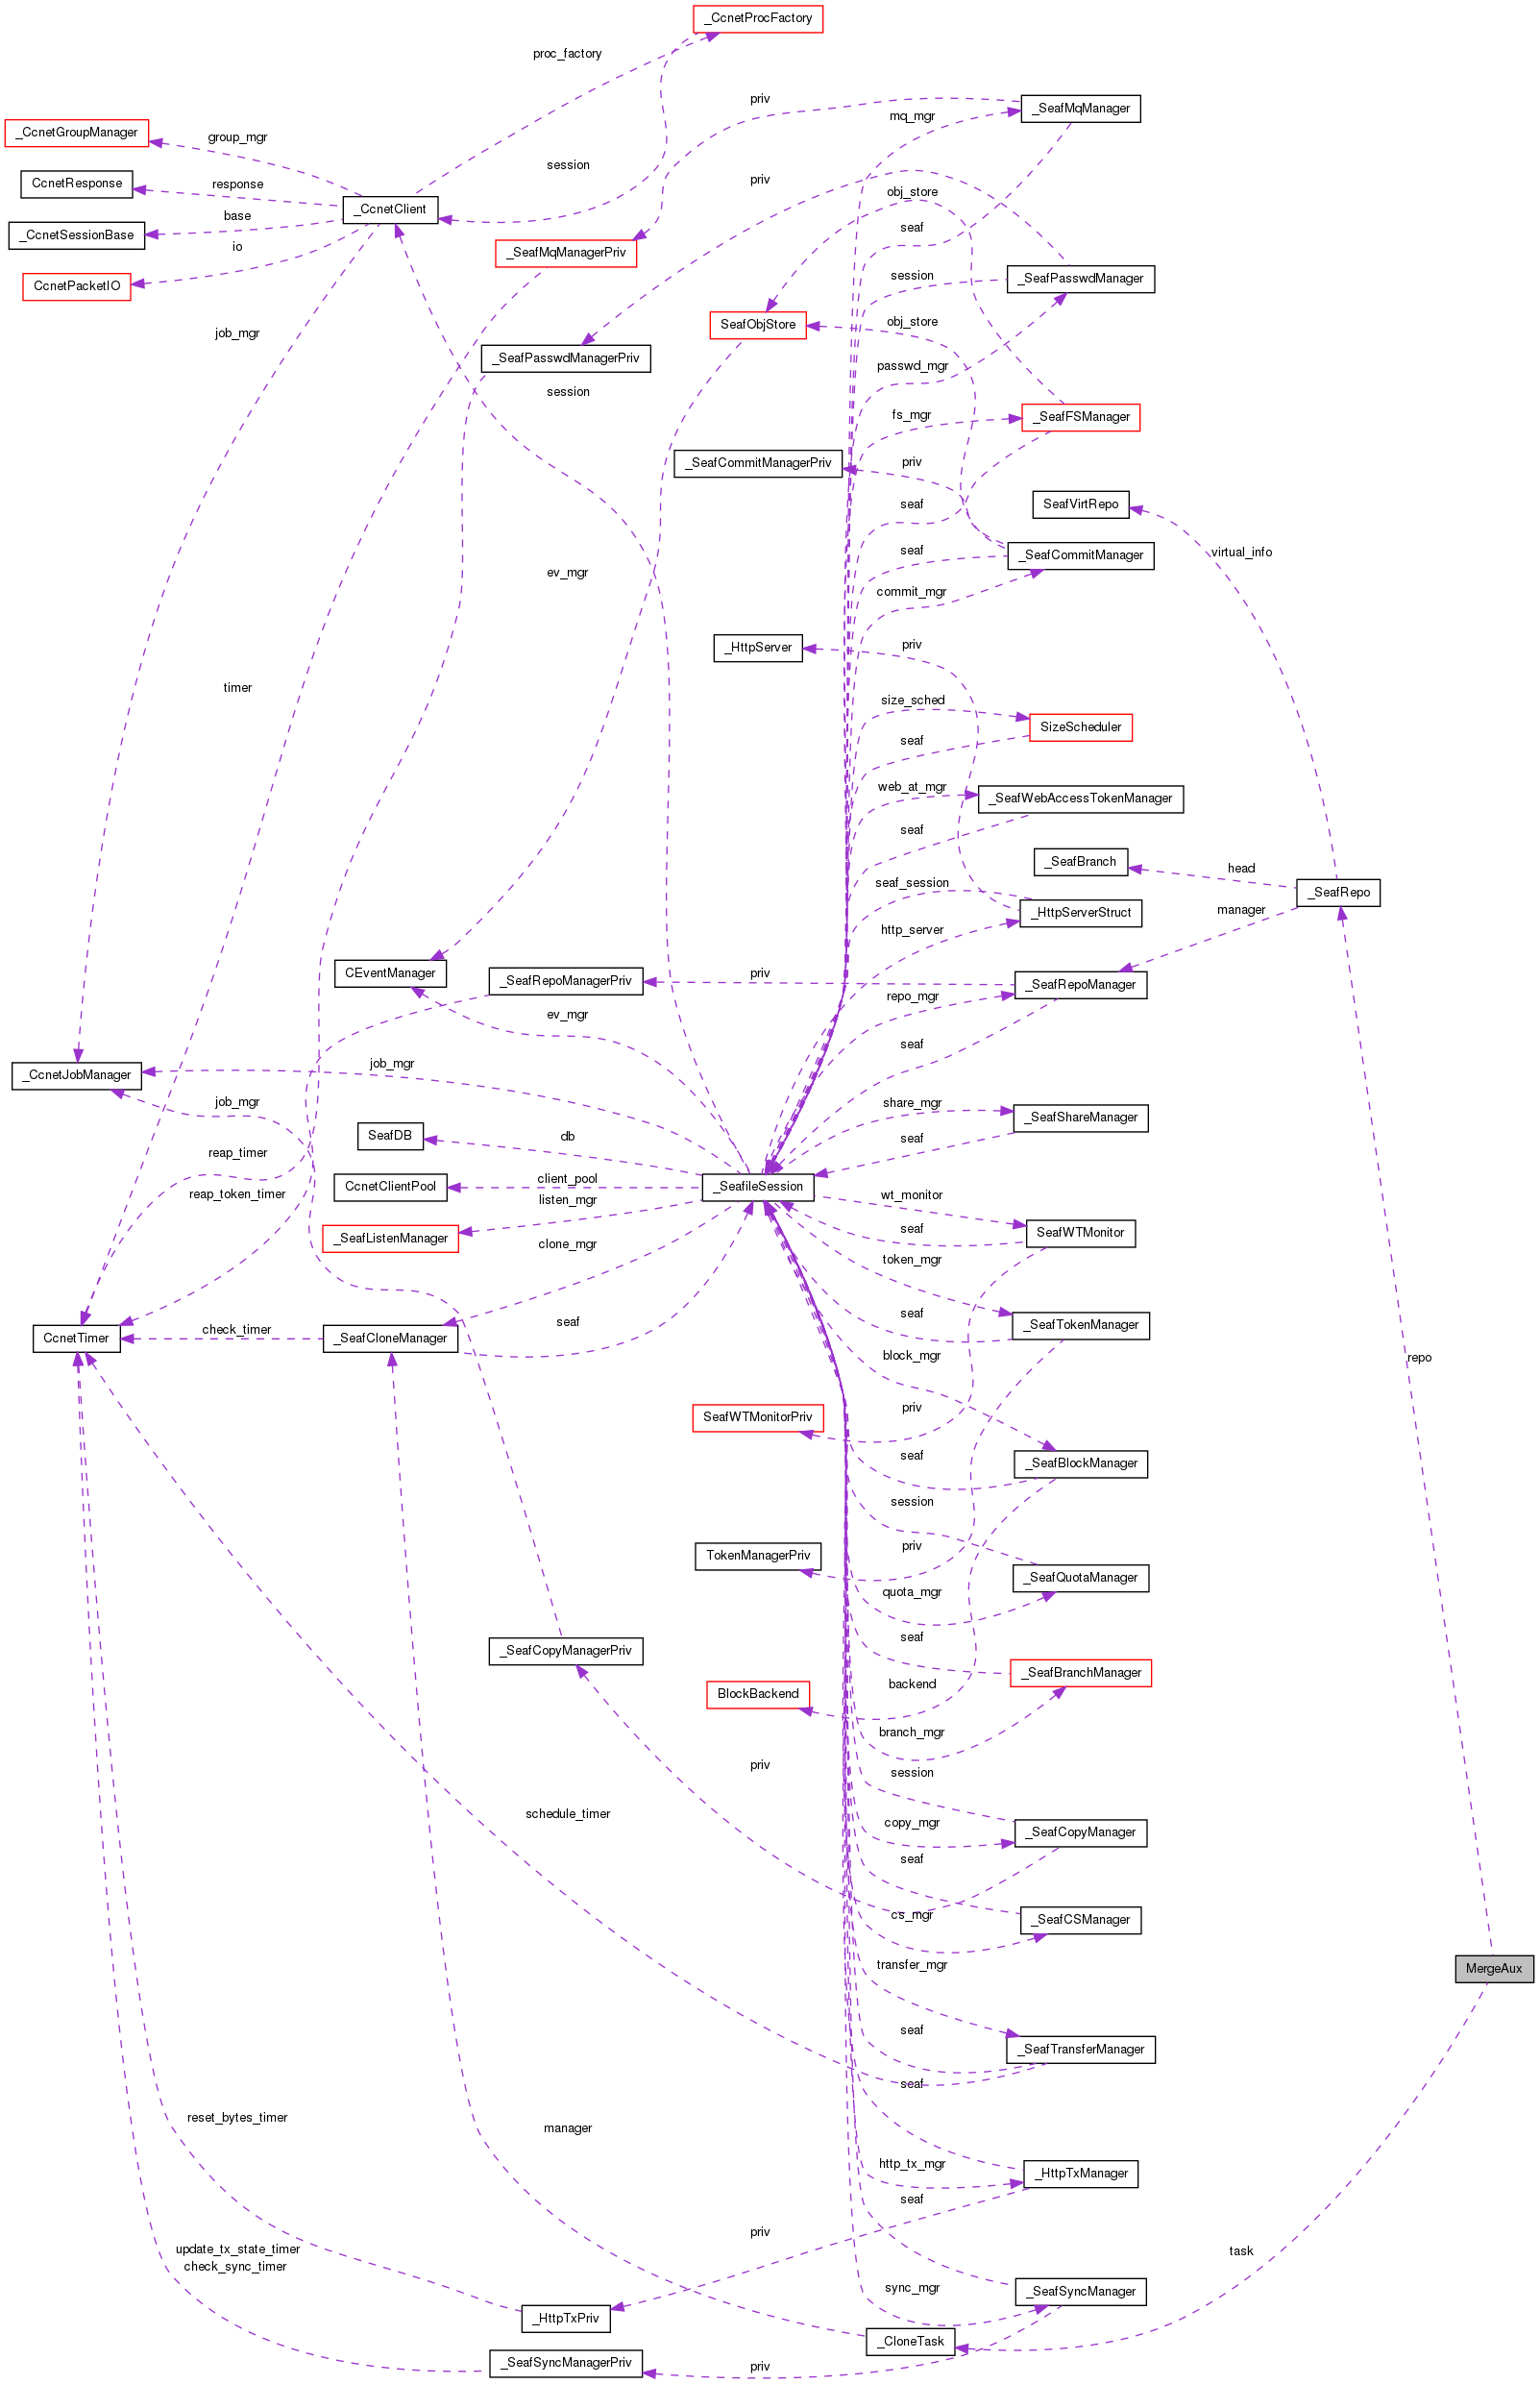 _CcnetProcFactory
proc_factory
priv
_SeafMqManager
mq_mgr
_CcnetGroupManager
group_mgr
session
CcnetResponse
response
priv
obj_store
_CcnetClient
base
_CcnetSessionBase
seaf
io
_SeafMqManagerPriv
session
_SeafPasswdManager
CcnetPacketIO
SeafObjStore
obj_store
job_mgr
_SeafPasswdManagerPriv
passwd_mgr
session
fs_mgr
_SeafFSManager
_SeafCommitManagerPriv
priv
seaf
SeafVirtRepo
virtual_info
seaf
_SeafCommitManager
ev_mgr
commit_mgr
_HttpServer
priv
timer
size_sched
SizeScheduler
seaf
web_at_mgr
_SeafWebAccessTokenManager
seaf
_SeafBranch
head
seaf_session
_SeafRepo
_HttpServerStruct
manager
http_server
CEventManager
_SeafRepoManagerPriv
priv
_SeafRepoManager
repo_mgr
ev_mgr
seaf
job_mgr
_CcnetJobManager
job_mgr
share_mgr
_SeafShareManager
SeafDB
db
seaf
reap_timer
client_pool
CcnetClientPool
_SeafileSession
reap_token_timer
listen_mgr
wt_monitor
seaf
SeafWTMonitor
_SeafListenManager
clone_mgr
token_mgr
seaf
_SeafTokenManager
check_timer
CcnetTimer
_SeafCloneManager
block_mgr
repo
SeafWTMonitorPriv
priv
seaf
_SeafBlockManager
session
TokenManagerPriv
priv
_SeafQuotaManager
quota_mgr
seaf
_SeafCopyManagerPriv
_SeafBranchManager
backend
BlockBackend
branch_mgr
priv
session
schedule_timer
copy_mgr
_SeafCopyManager
seaf
cs_mgr
_SeafCSManager
transfer_mgr
MergeAux
seaf
_SeafTransferManager
seaf
reset_bytes_timer
manager
http_tx_mgr
_HttpTxManager
seaf
priv
update_tx_state_timer
check_sync_timer
task
sync_mgr
_SeafSyncManager
_HttpTxPriv
_CloneTask
_SeafSyncManagerPriv
priv
seaf